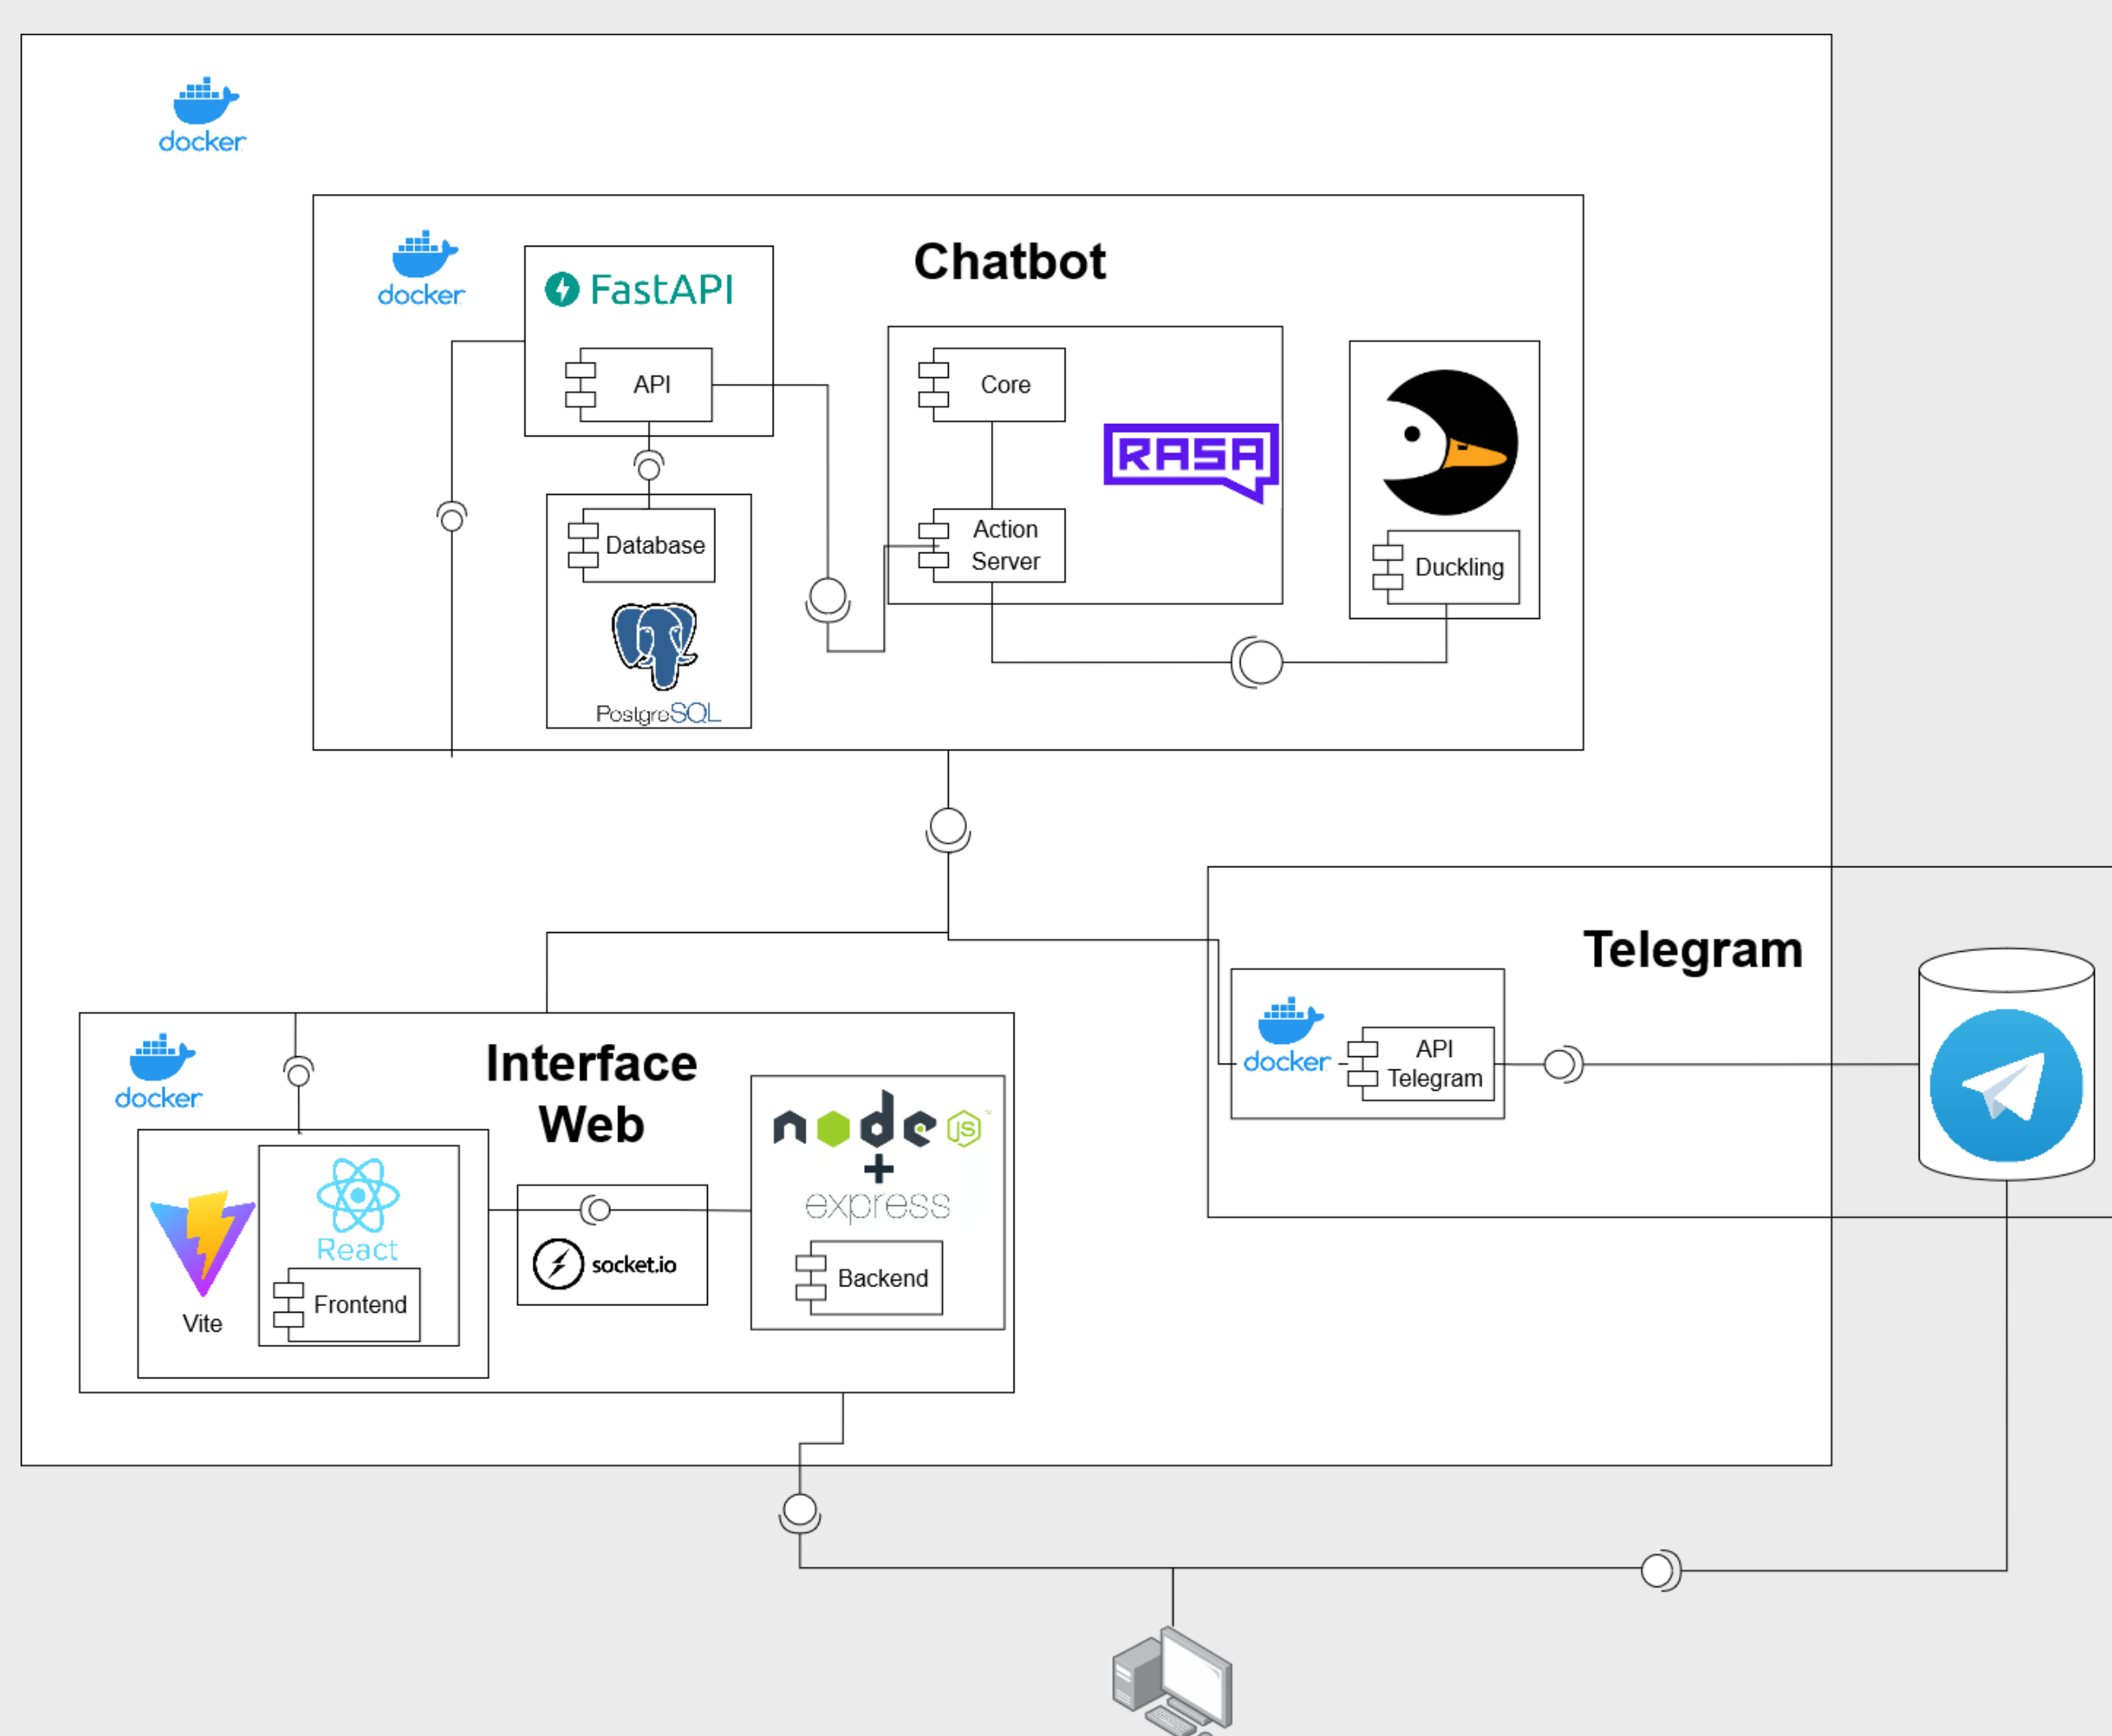 docker
docker
FastAPI
Chatbot
API
Core
RASA
Database
Action
Server
Duckling
PostgreSQL
Telegram
docker
API
Telegram
docker
Interface
Web
node
JS
™
+
express
React
socket.io
Backend
Frontend
Vite